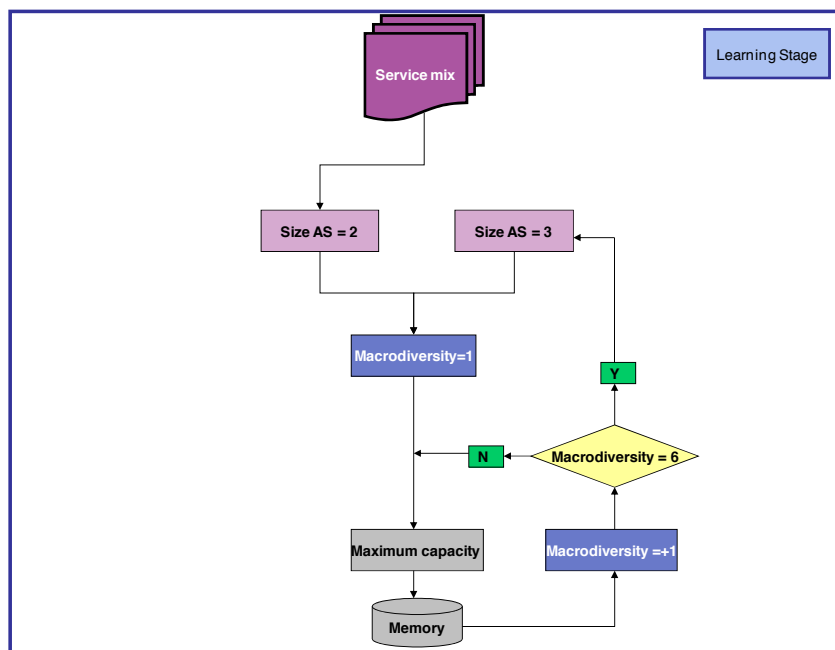 Learning Stage
Service mix
Size AS = 2
Size AS = 3
Macrodiversity=1
Y
N
Macrodiversity = 6
Maximum capacity
Macrodiversity =+1
Memory